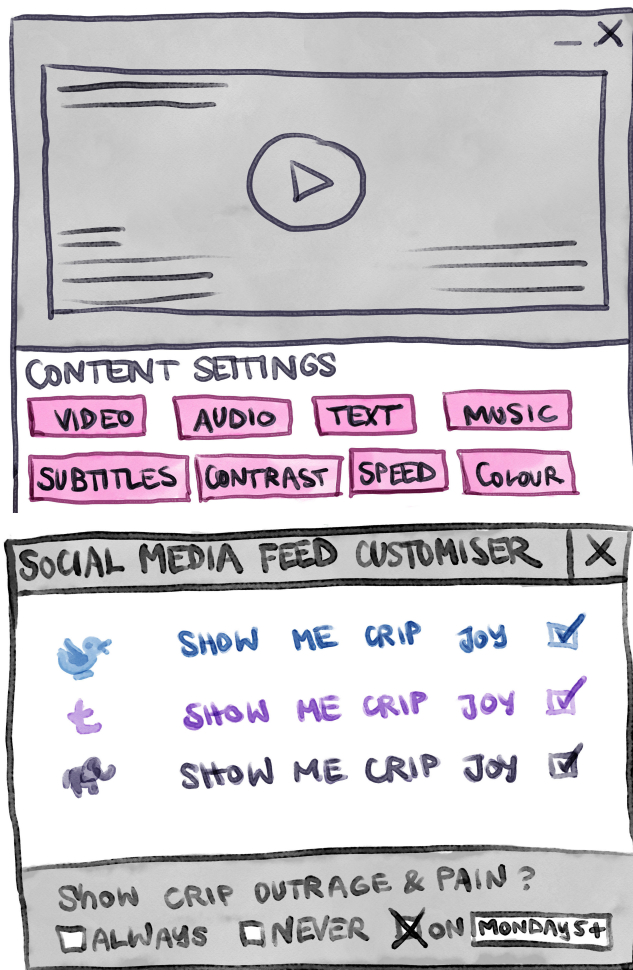 CONTENT SETTINGS
VIDEO AUDIO TEXT MUSIC
SUBTITLES CONTRAST SPEED COLOUR
SOCIAL MEDIA FEED CUSTOMISER X
SHOW ME CRIP JOY
t SHOW ME CRIP JOY
SHOW ME CRIP JOY
Show CRIP OUTRAGE & PAIN?
ALWAYS NEVER ON MONDAYS+